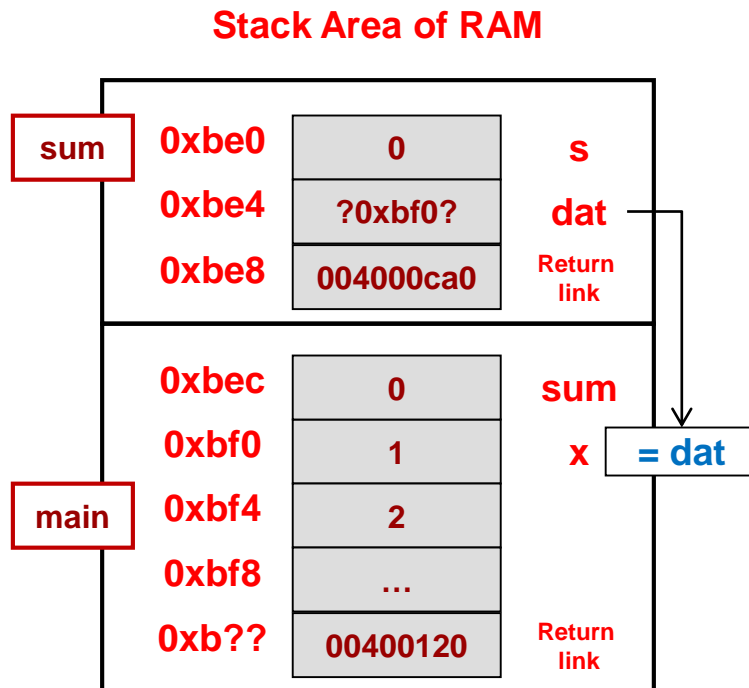 Stack Area of RAM
sum
0xbe0 0 s
0xbe4 ?0xbf0? dat
0xbe8 004000ca0 Return
link
0xbec 0 sum
0xbf0 1 x = dat
main
0xbf4 2
0xbf8 …
0xb?? 00400120 Return
link